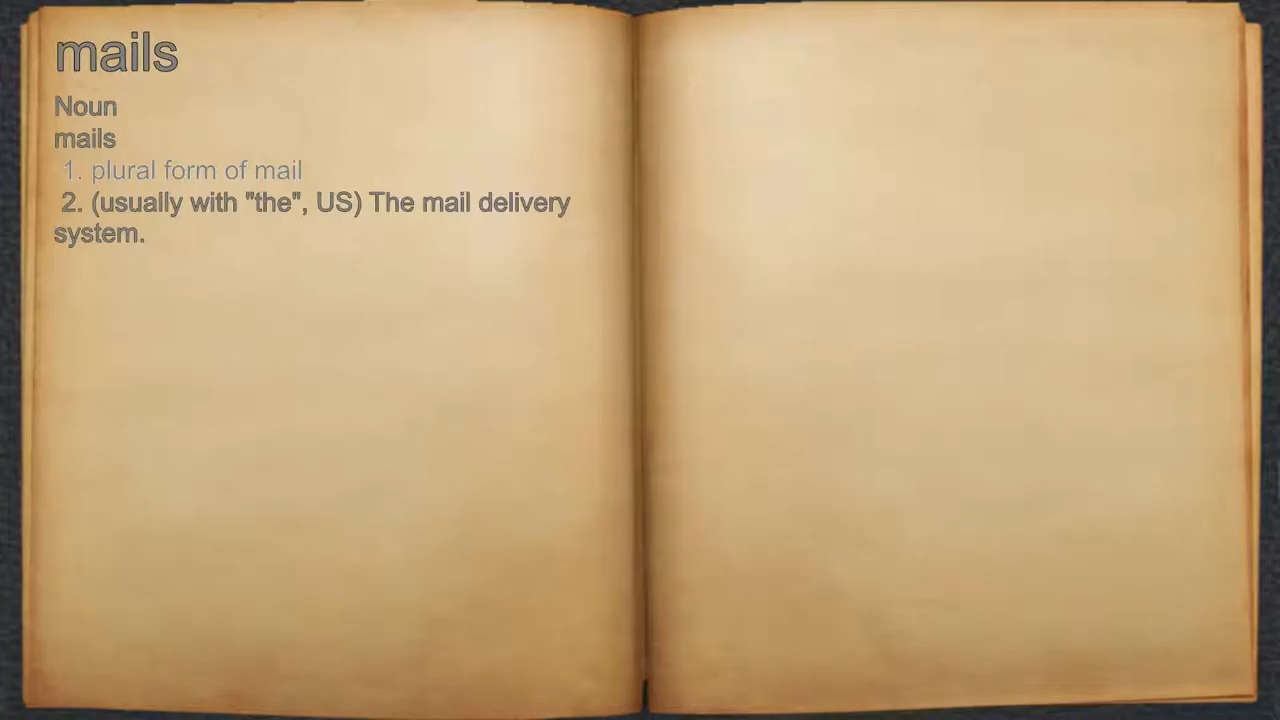 mails
Noun
mails
1. plural form of mail
2. (usually with "the", US) The mail delivery
system.